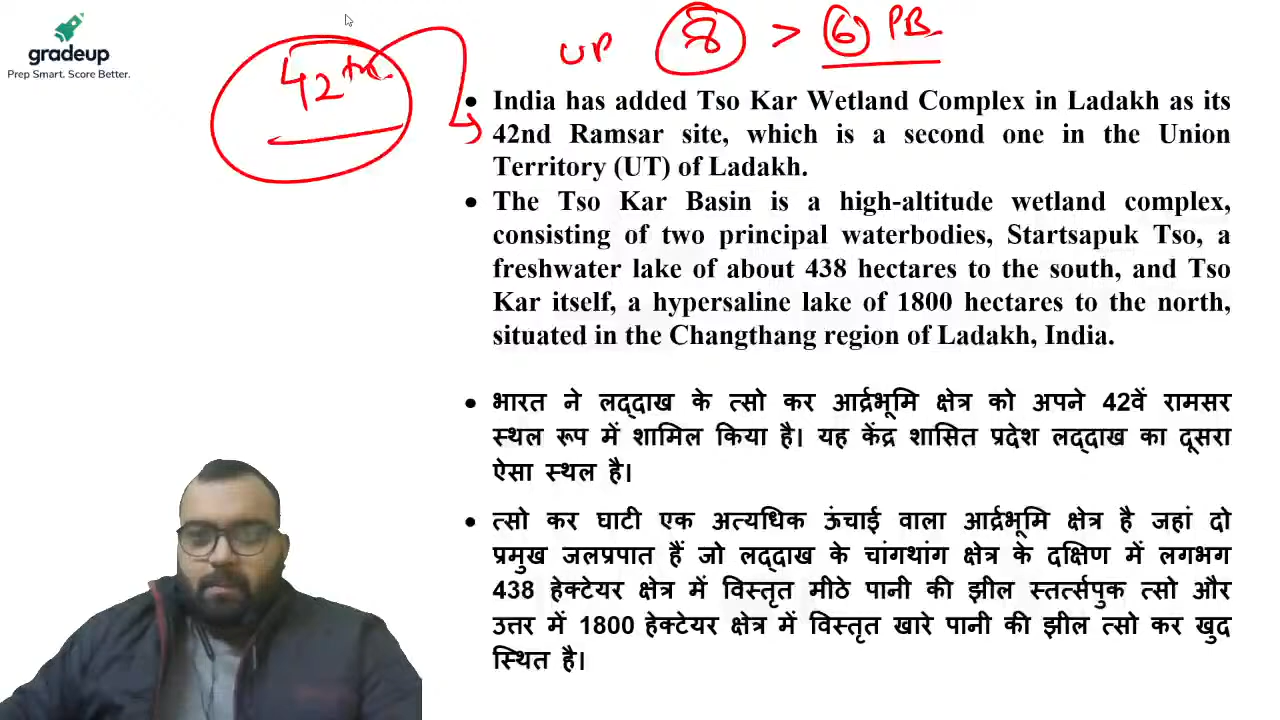 gradeup
Prep Smart. Score Better.
42
UP 8 > 6 PB
• India has added Tso Kar Wetland Complex in Ladakh as its
42nd Ramsar site, which is a second one in the Union
Territory (UT) of Ladakh.
• The Tso Kar Basin is a high-altitude wetland complex,
consisting of two principal waterbodies, Startsapuk Tso, a
freshwater lake of about 438 hectares to the south, and Tso
Kar itself, a hypersaline lake of 1800 hectares to the north,
situated in the Changthang region of Ladakh, India.
• भारत ने लद्दाख के त्सो कर आर्द्रभूमि क्षेत्र को अपने 42वें रामसर
स्थल रूप में शामिल किया है। यह केंद्र शासित प्रदेश लद्दाख का दूसरा
ऐसा स्थल है।
• त्सो कर घाटी एक अत्यधिक ऊंचाई वाला आर्द्रभूमि क्षेत्र है जहां दो
प्रमुख जलप्रपात हैं जो लद्दाख के चांगथांग क्षेत्र के दक्षिण में लगभग
438 हेक्टेयर क्षेत्र में विस्तृत मीठे पानी की झील स्तर्त्सपुक त्सो और
उत्तर में 1800 हेक्टेयर क्षेत्र में विस्तृत खारे पानी की झील त्सो कर खुद
स्थित है।